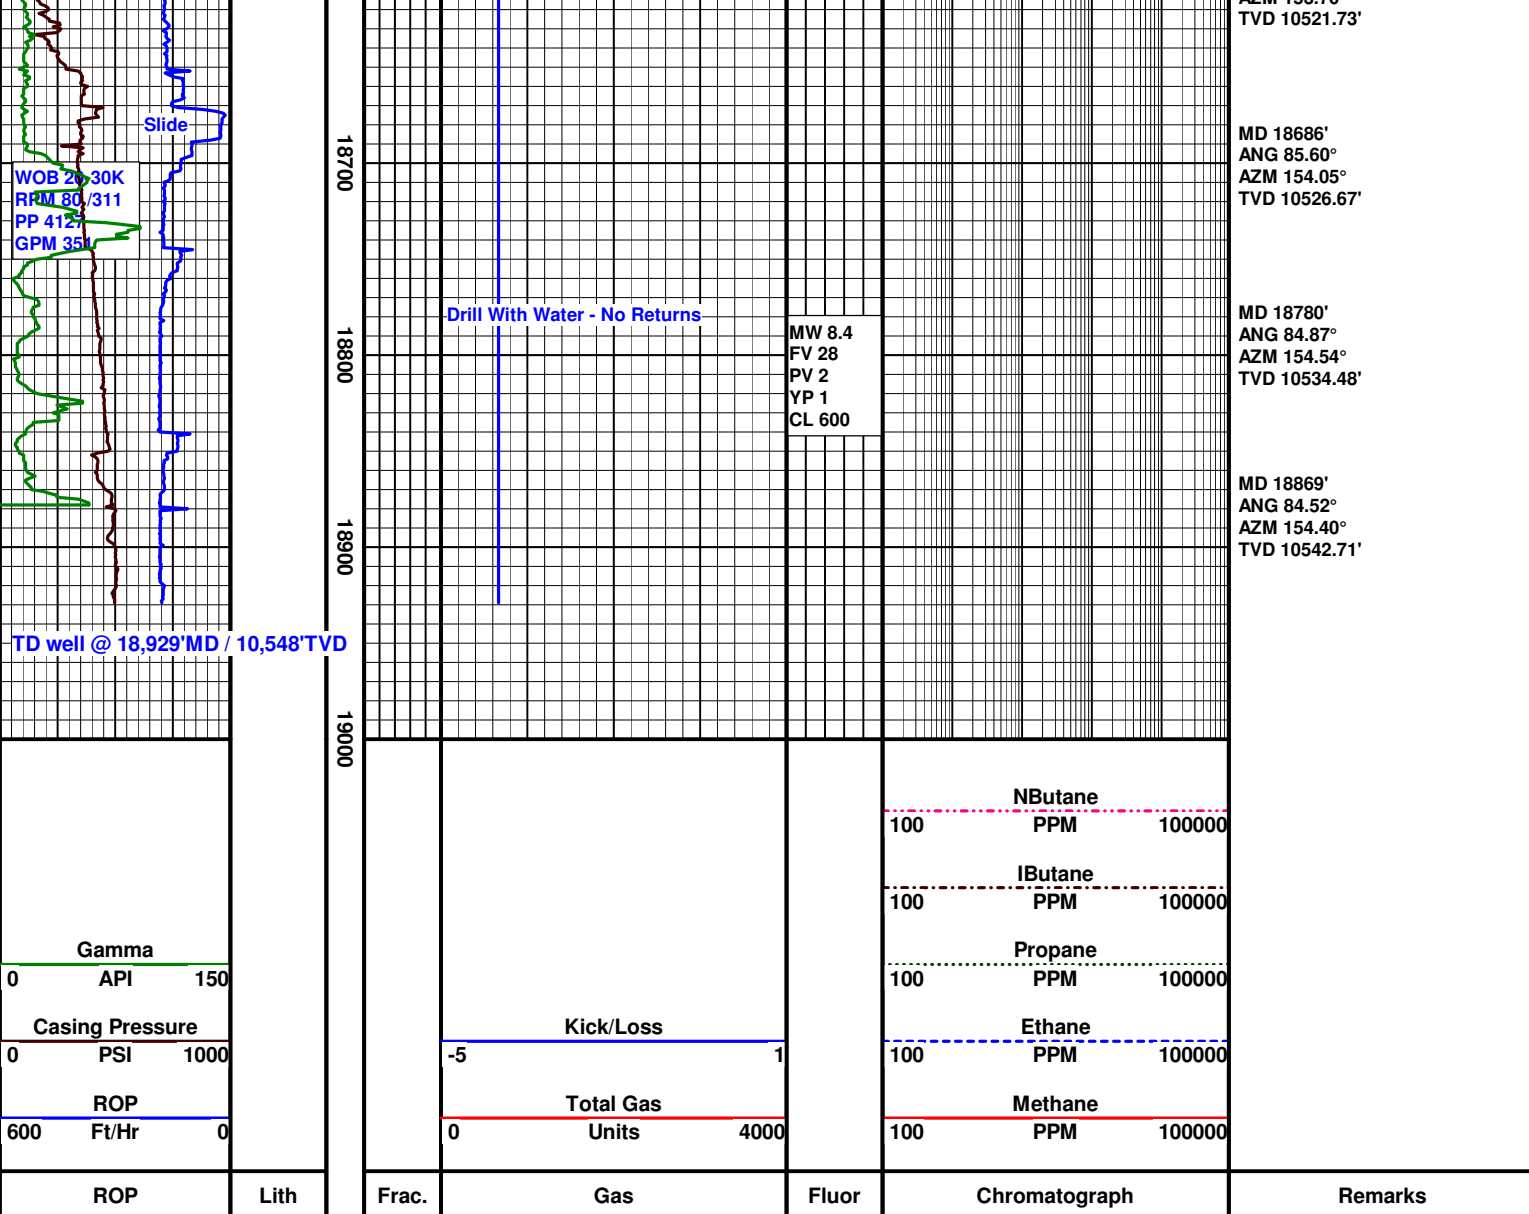 TVD 10521.73'
Slide
MD 18686'
ANG 85.60°
AZM 154.05°
TVD 10526.67'
18700
WOB 20/30K
RPM 80 /311
PP 4127
GPM 351
Drill With Water - No Returns
MW 8.4
FV 28
PV 2
YP 1
CL 600
18800
MD 18780'
ANG 84.87°
AZM 154.54°
TVD 10534.48'
MD 18869'
ANG 84.52°
AZM 154.40°
TVD 10542.71'
18900
TD well @ 18,929'MD / 10,548'TVD
19000
NButane
100 PPM 100000
IButane
100 PPM 100000
Gamma
0 API 150
Propane
100 PPM 100000
Casing Pressure
0 PSI 1000
Kick/Loss
-5 1
Ethane
100 PPM 100000
ROP
600 Ft/Hr 0
Total Gas
0 Units 4000
Methane
100 PPM 100000
ROP Lith Frac. Gas Fluor Chromatograph Remarks